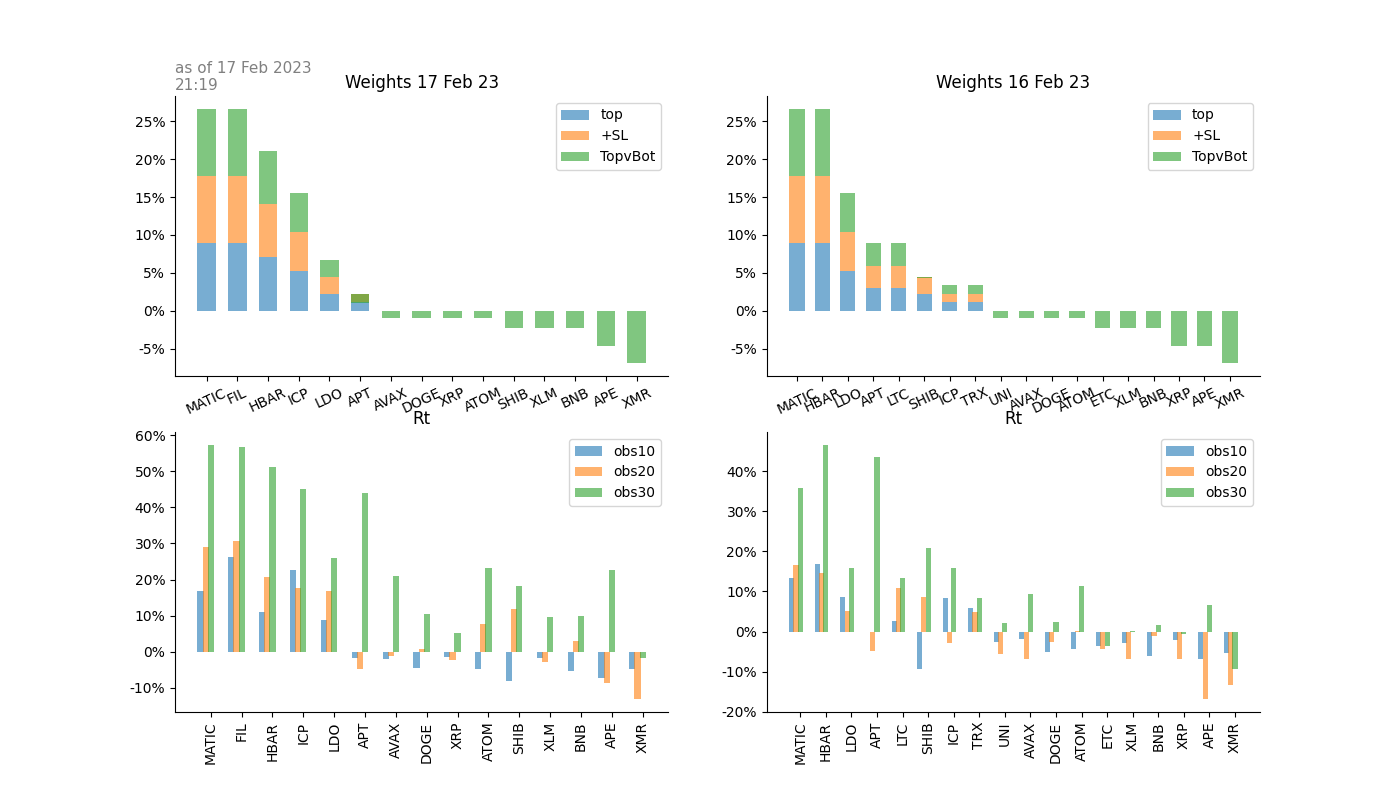 as of 17 Feb 2023
21:19
Weights 17 Feb 23
25%
20%
15%
10%
5%
0%
-5%
top
+SL
TopvBot
MATIC FIL HBAR ICP LDO APT AVAX DOGE XRP ATOM SHIB XLM BNB APE XMR
Weights 16 Feb 23
25%
20%
15%
10%
5%
0%
-5%
top
+SL
TopvBot
MATIC HBAR LDO APT LTC SHIB ICP TRX UNI AVAX DOGE ATOM ETC XLM BNB XRP APE XMR
Rt
60%
50%
40%
30%
20%
10%
0%
-10%
obs10
obs20
obs30
MATIC FIL HBAR ICP LDO APT AVAX DOGE XRP ATOM SHIB XLM BNB APE XMR
Rt
40%
30%
20%
10%
0%
-10%
-20%
obs10
obs20
obs30
MATIC HBAR LDO APT LTC SHIB ICP TRX UNI AVAX DOGE ATOM ETC XLM BNB XRP APE XMR